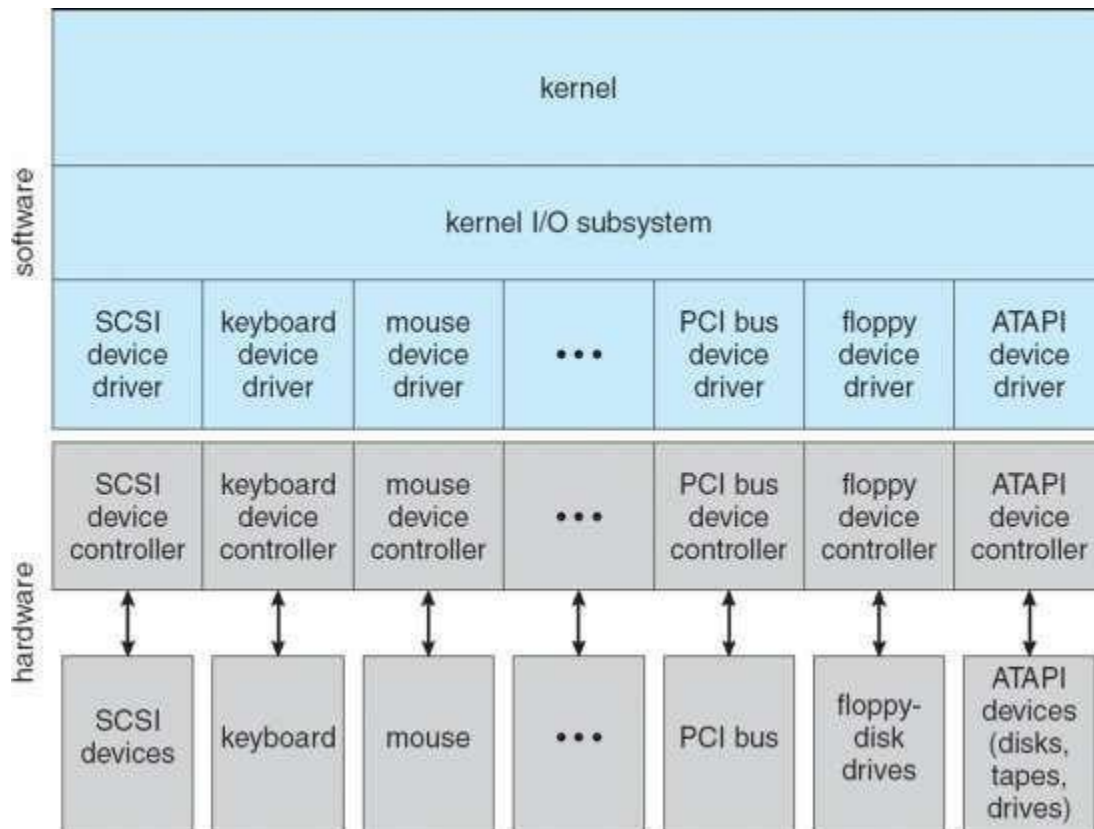 software
kernel
kernel I/O subsystem
SCSI
device
driver
keyboard
device
driver
mouse
device
driver
•••
PCI bus
device
driver
floppy
device
driver
ATAPI
device
driver
hardware
SCSI
device
controller
keyboard
device
controller
mouse
device
controller
•••
PCI bus
device
controller
floppy
device
controller
ATAPI
device
controller
SCSI
devices
keyboard
mouse
•••
PCI bus
floppy-
disk
drives
ATAPI
devices
(disks,
tapes,
drives)